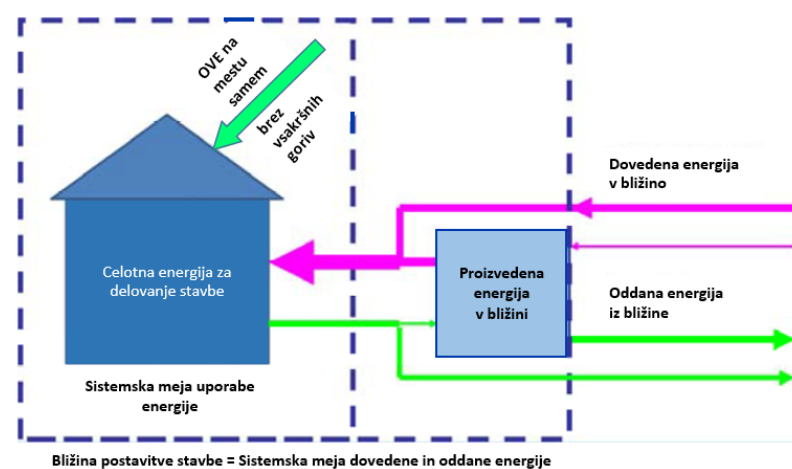 OVE na
mestu
samem
brez
vsakršnih
goriv
Dovedena energija
v bližino
Celotna energija za
delovanje stavbe
Proizvedena
energija
v bližini
Oddana energija
iz bližine
Sistemska meja uporabe
energije
Bližina postavitve stavbe = Sistemska meja dovedene in oddane energije